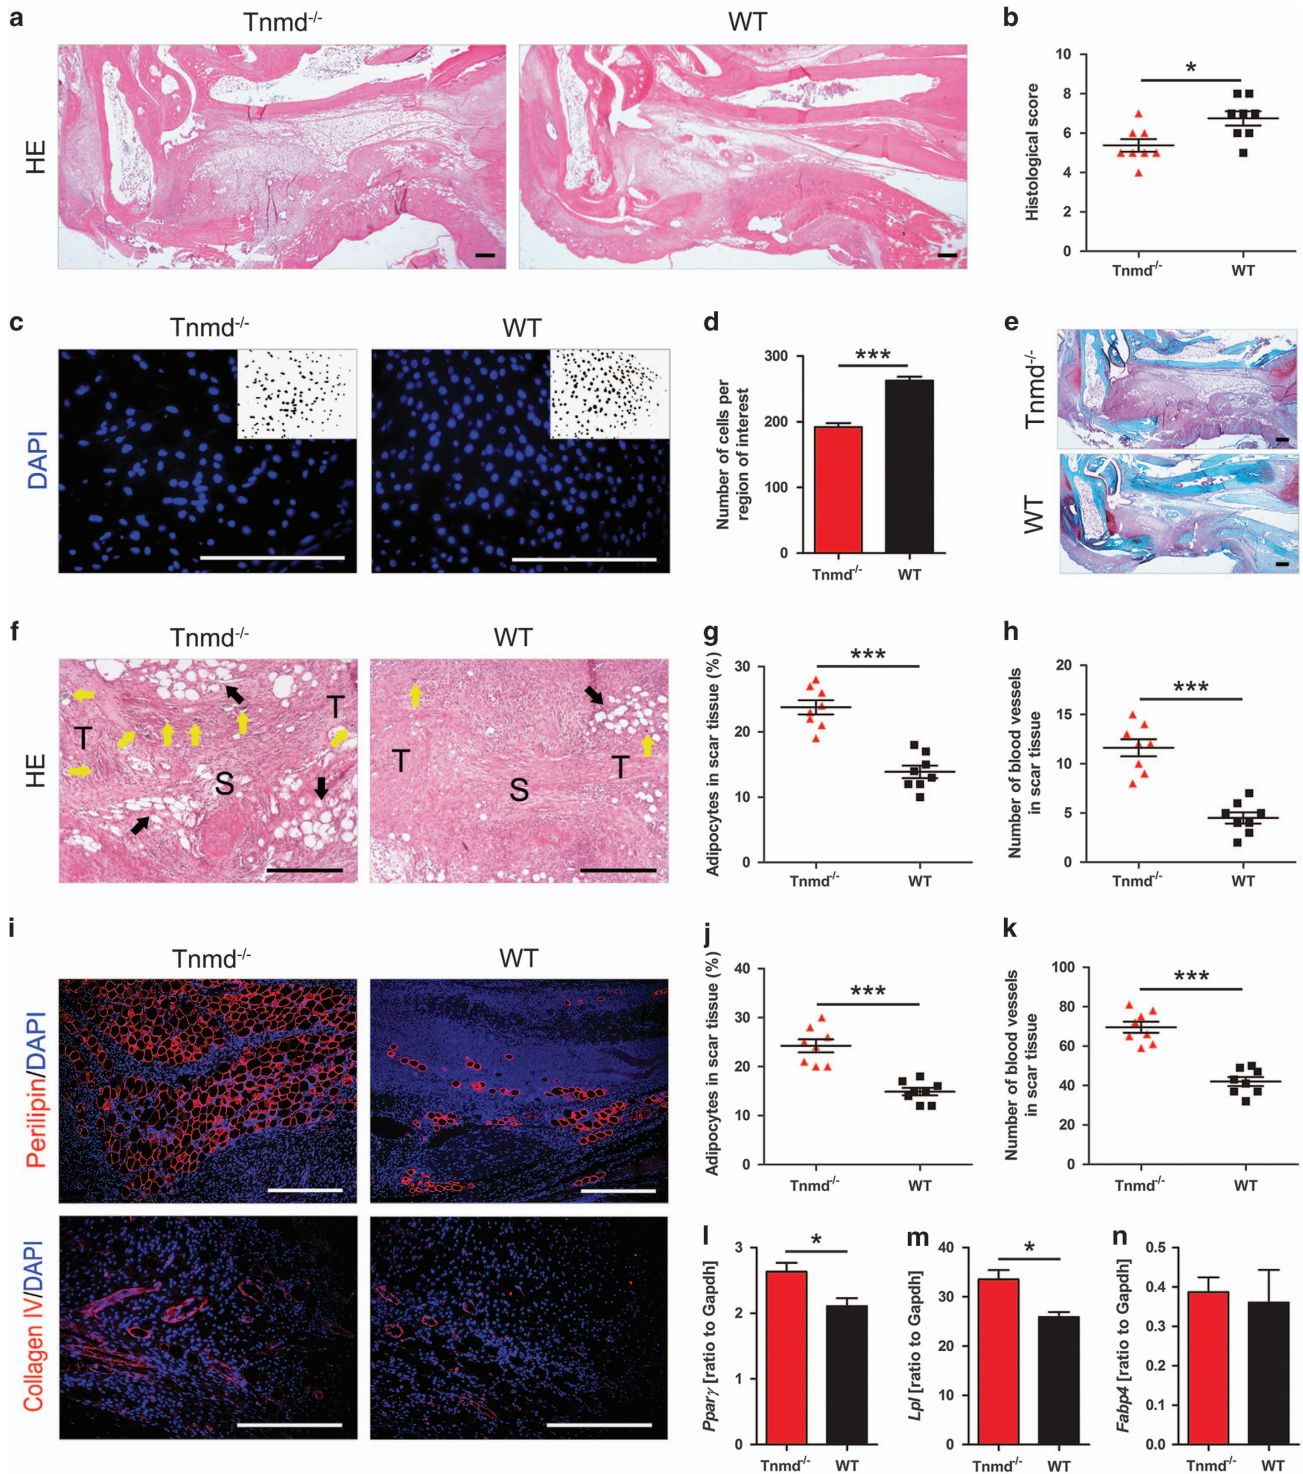 a
Tnmd-/-
WT
HE
b
Histological score
10
8
6
4
2
0
*
Tnmd-/-
WT
c
Tnmd-/-
WT
DAPI
d
Number of cells per
region of interest
300
200
100
0
***
Tnmd-/-
WT
e
Tnmd-/-
WT
f
Tnmd-/-
WT
HE
T
T
S
T
T
S
g
Adipocytes in scar tissue (%)
30
20
10
0
***
Tnmd-/-
WT
h
Number of blood vessels
in scar tissue
20
15
10
5
0
***
Tnmd-/-
WT
i
Tnmd-/-
WT
Perilipin/DAPI
Collagen IV/DAPI
j
Adipocytes in scar tissue (%)
40
30
20
10
0
***
Tnmd-/-
WT
k
Number of blood vessels
in scar tissue
100
80
60
40
20
0
***
Tnmd-/-
WT
l
Pparγ [ratio to Gapdh]
3
2
1
0
*
Tnmd-/-
WT
m
Lpl [ratio to Gapdh]
40
30
20
10
0
*
Tnmd-/-
WT
n
Fabp4 [ratio to Gapdh]
0.5
0.4
0.3
0.2
0.1
0.0
Tnmd-/-
WT